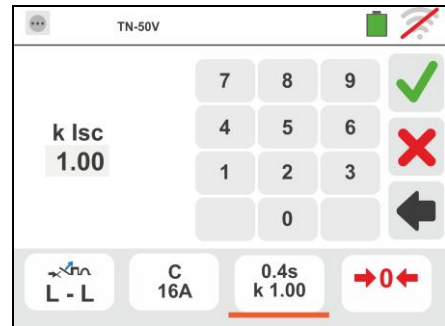 TN-50V
7 8 9
k Isc
4 5 6
1.00
1 2 3
0
L - L
C
16A
0.4s
k 1.00
0